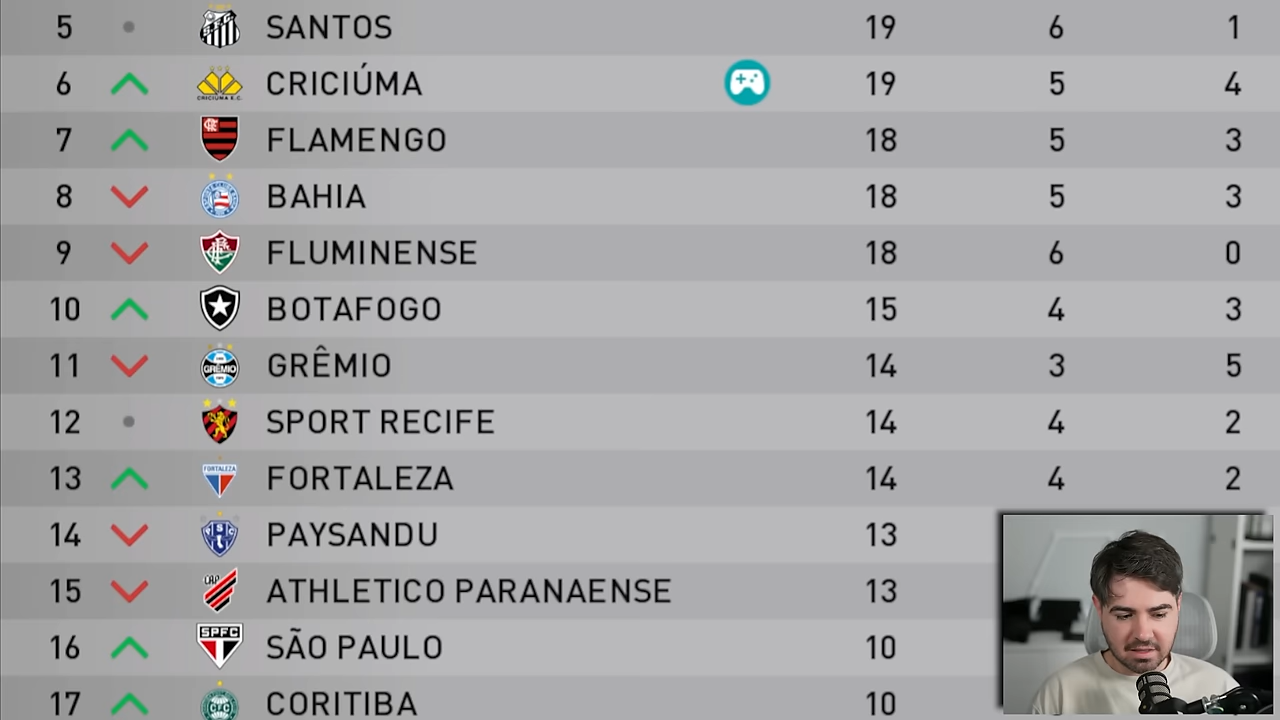 5 SANTOS 19 6 1
6 CRICIÚMA 19 5 4
7 FLAMENGO 18 5 3
8 BAHIA 18 5 3
9 FLUMINENSE 18 6 0
10 BOTAFOGO 15 4 3
11 GRÊMIO 14 3 5
12 SPORT RECIFE 14 4 2
13 FORTALEZA 14 4 2
14 PAYSANDU 13
15 ATHLETICO PARANAENSE 13
16 SÃO PAULO 10
17 CORITIBA 10